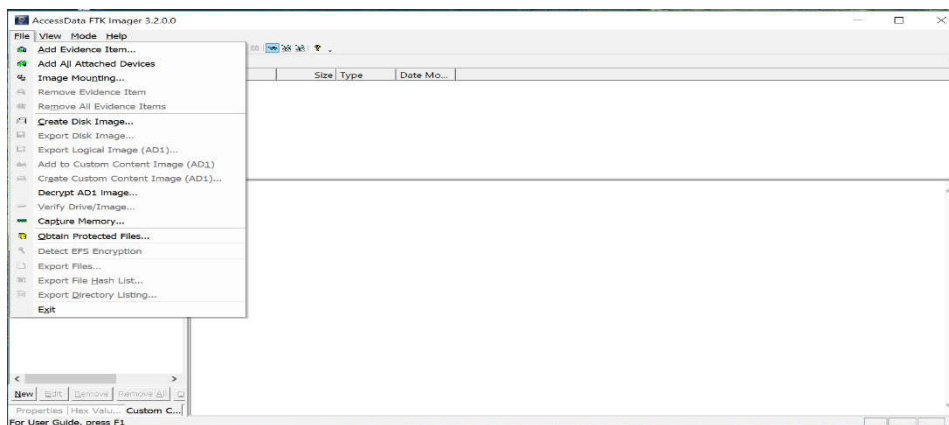 AccessData FTK Imager 3.2.0.0
File View Mode Help
Add Evidence Item...
Add All Attached Devices
Image Mounting...
Remove Evidence Item
Remove All Evidence Items
Create Disk Image...
Export Disk Image...
Export Logical Image (AD1)...
Add to Custom Content Image (AD1)
Create Custom Content Image (AD1)...
Decrypt AD1 Image...
Verify Drive/Image...
Capture Memory...
Obtain Protected Files...
Detect EFS Encryption
Export Files...
Export File Hash List...
Export Directory Listing...
Exit
Size Type Date Mo...
New Edit Remove Remove All
Properties Hex Valu... Custom C...
For User Guide, press F1